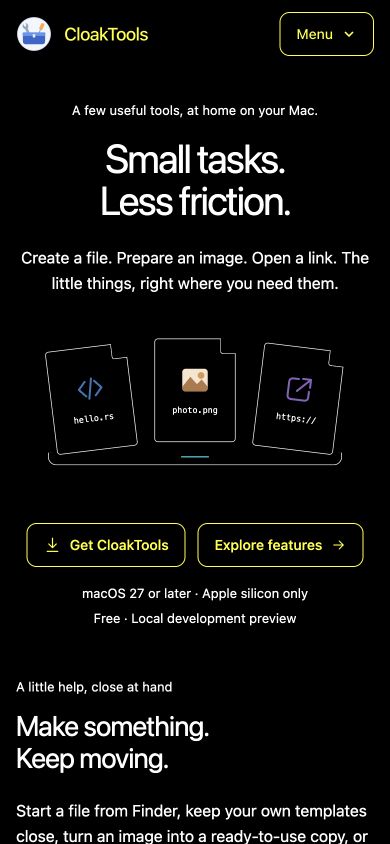 CloakTools
Menu
A few useful tools, at home on your Mac.
Small tasks.
Less friction.
Create a file. Prepare an image. Open a link. The
little things, right where you need them.
hello.rs
photo.png
https://
Get CloakTools
Explore features
macOS 27 or later · Apple silicon only
Free · Local development preview
A little help, close at hand
Make something.
Keep moving.
Start a file from Finder, keep your own templates
close, turn an image into a ready-to-use copy, or